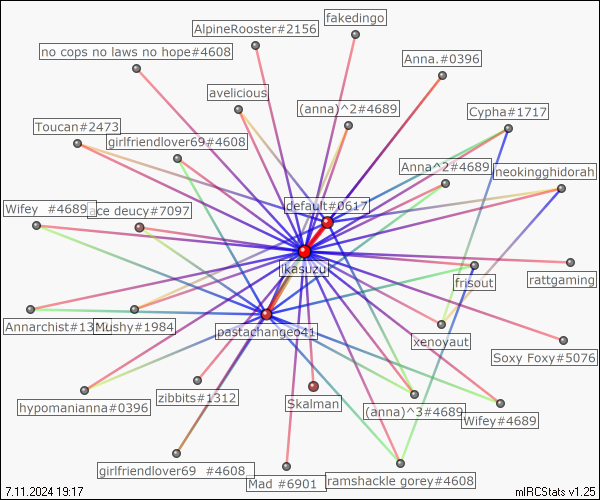 fakedingo
AlpineRooster#2156
no cops no laws no hope#4608
Anna.#0396
avelicious
(anna)^2#4689
Cypha#1717
Toucan#2473
girlfriendlover69#4608
Anna^2#4689
neokingghidorah
default#0617
Wifey #4689
ace deucy#7097
ikasuzu
rattgaming
frisout
Annarchist#13
Mushy#1984
pastachangeo41
xenoyaut
Soxy Foxy#5076
zibbits#1312
Skalman
hypomanianna#0396
(anna)^3#4689
Wifey#4689
girlfriendlover69 #4608
Mad #6901
ramshackle gorey#4608
7.11.2024 19:17
mIRCStats v1.25